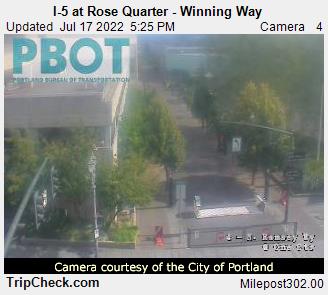 I-5 at Rose Quarter - Winning Way
Updated Jul 17 2022 5:25 PM Camera 4
PBOT
PORTLAND BUREAU OF TRANSPORTATION
Camera courtesy of the City of Portland
TripCheck.com Milepost302.00